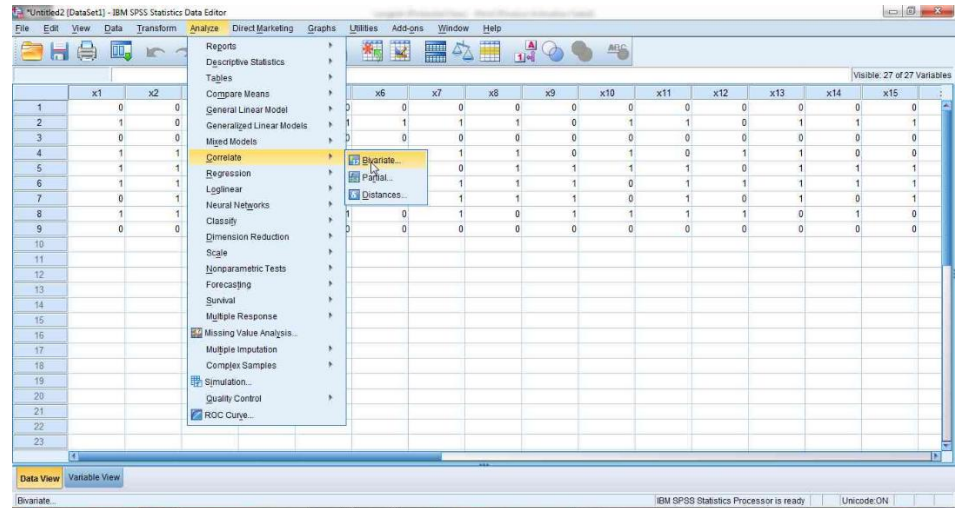 *Untitled2 [DataSet1] - IBM SPSS Statistics Data Editor
File Edit View Data Transform Analyze Direct Marketing Graphs Utilities Add-ons Window Help
Visible: 27 of 27 Variables
x1 x2 x6 x7 x8 x9 x10 x11 x12 x13 x14 x15
1 0 0 0 0 0 0 0 0 0 0 0 0 0
2 1 0 1 1 1 1 0 1 1 0 1 1 1
3 0 0 0 0 0 0 0 0 0 0 0 0 0
4 1 1 1 1 0 1 0 1 1 0 0
5 1 1 0 1 1 1 1 0 1 1
6 1 1 1 1 1 0 1 1 1 1 1
7 0 1 1 1 1 0 1 0 1 0 1
8 1 1 1 0 1 0 1 1 1 1 0 1 0
9 0 0 0 0 0 0 0 0 0 0 0 0 0
10
11
12
13
14
15
16
17
18
19
20
21
22
23
Reports
Descriptive Statistics
Tables
Compare Means
General Linear Model
Generalized Linear Models
Mixed Models
Correlate
Regression
Loglinear
Neural Networks
Classify
Dimension Reduction
Scale
Nonparametric Tests
Forecasting
Survival
Multiple Response
Missing Value Analysis...
Multiple Imputation
Complex Samples
Simulation...
Quality Control
ROC Curve...
Bivariate...
Partial...
Distances...
Data View Variable View
Bivariate... IBM SPSS Statistics Processor is ready Unicode:ON